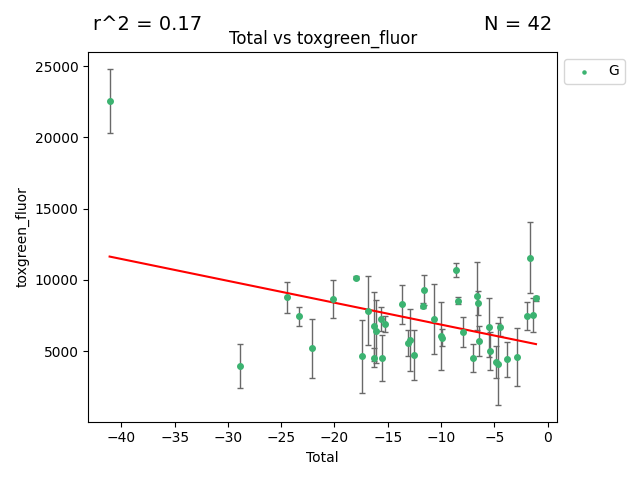 r^2 = 0.17
N = 42
Total vs toxgreen_fluor
G
25000
20000
15000
10000
5000
toxgreen_fluor
−40 −35 −30 −25 −20 −15 −10 −5 0
Total